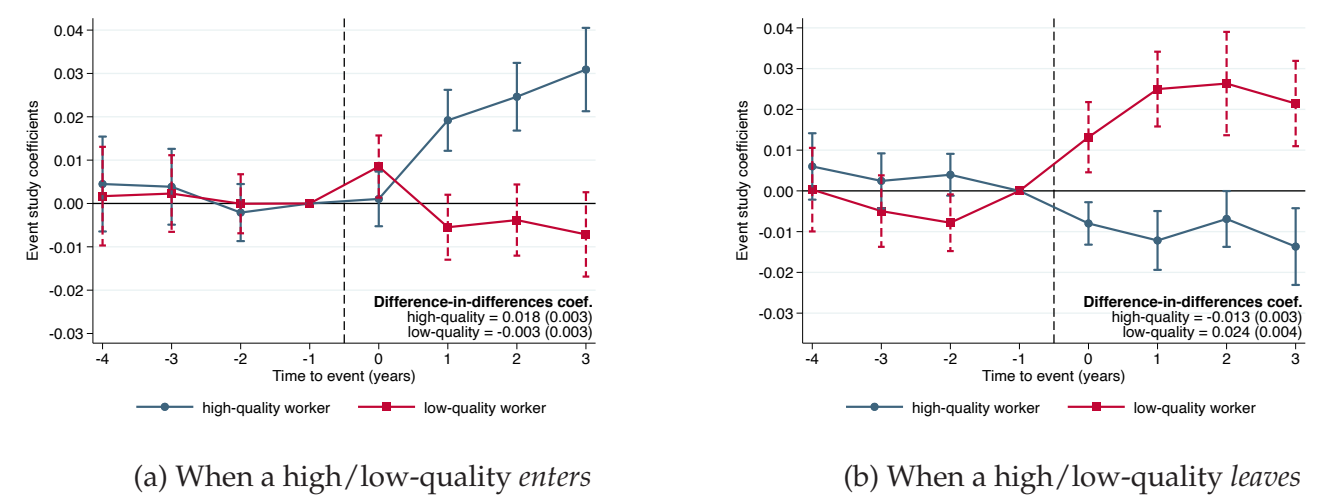 0.04
0.03
0.02
0.01
0.00
-0.01
-0.02
-0.03
Event study coefficients
Difference-in-differences coef.
high-quality = 0.018 (0.003)
low-quality = -0.003 (0.003)
-4 -3 -2 -1 0 1 2 3
Time to event (years)
high-quality worker low-quality worker
(a) When a high/low-quality enters
0.04
0.03
0.02
0.01
0.00
-0.01
-0.02
-0.03
Event study coefficients
Difference-in-differences coef.
high-quality = -0.013 (0.003)
low-quality = 0.024 (0.004)
-4 -3 -2 -1 0 1 2 3
Time to event (years)
high-quality worker low-quality worker
(b) When a high/low-quality leaves